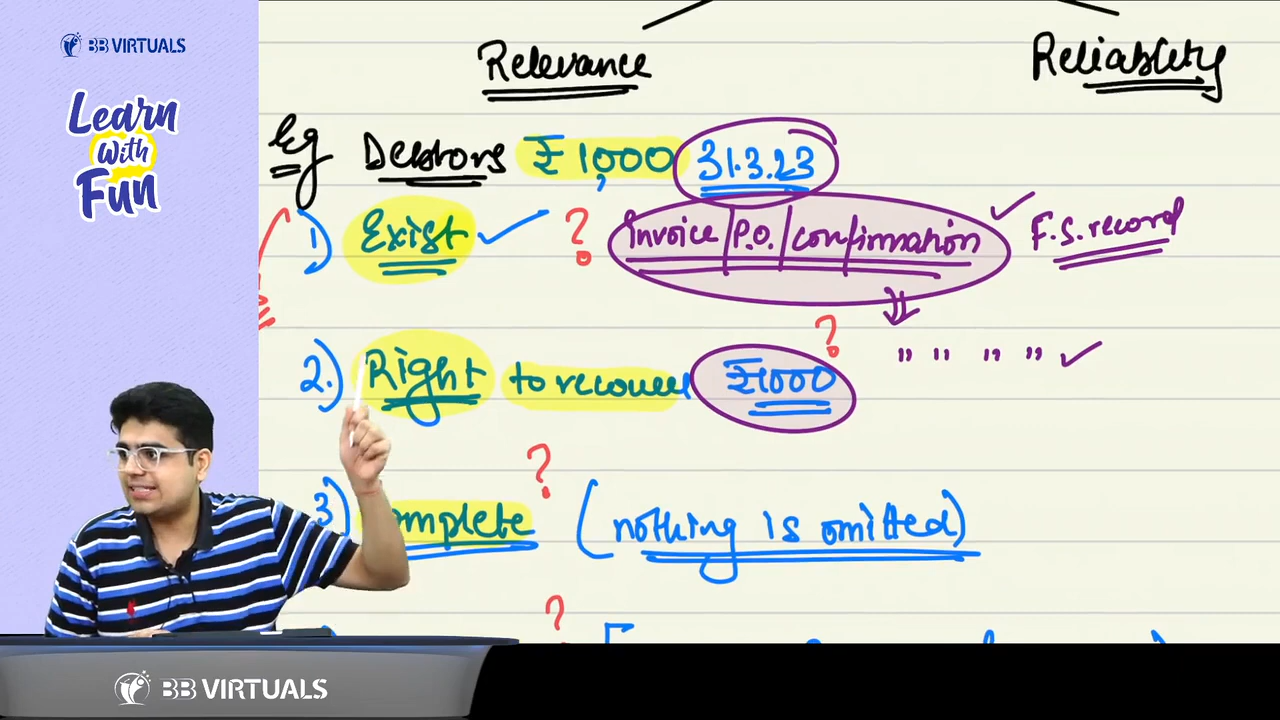 BB VIRTUALS
Learn
With
Fun
Relevance
Reliability
Eg Debtors ₹1,000 31.3.23
1) Exist ? Invoice/P.O./confirmation F.S. record
2.) Right to recover ₹1000 ? " " " "
3) complete ? (nothing is omitted)
?
BB VIRTUALS